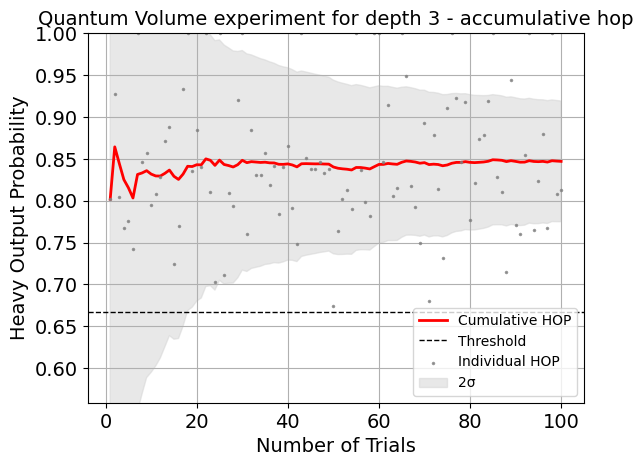 Quantum Volume experiment for depth 3 - accumulative hop
1.00
0.95
0.90
0.85
0.80
0.75
0.70
0.65
0.60
Heavy Output Probability
Cumulative HOP
Threshold
Individual HOP
2σ
0
20
40
60
80
100
Number of Trials